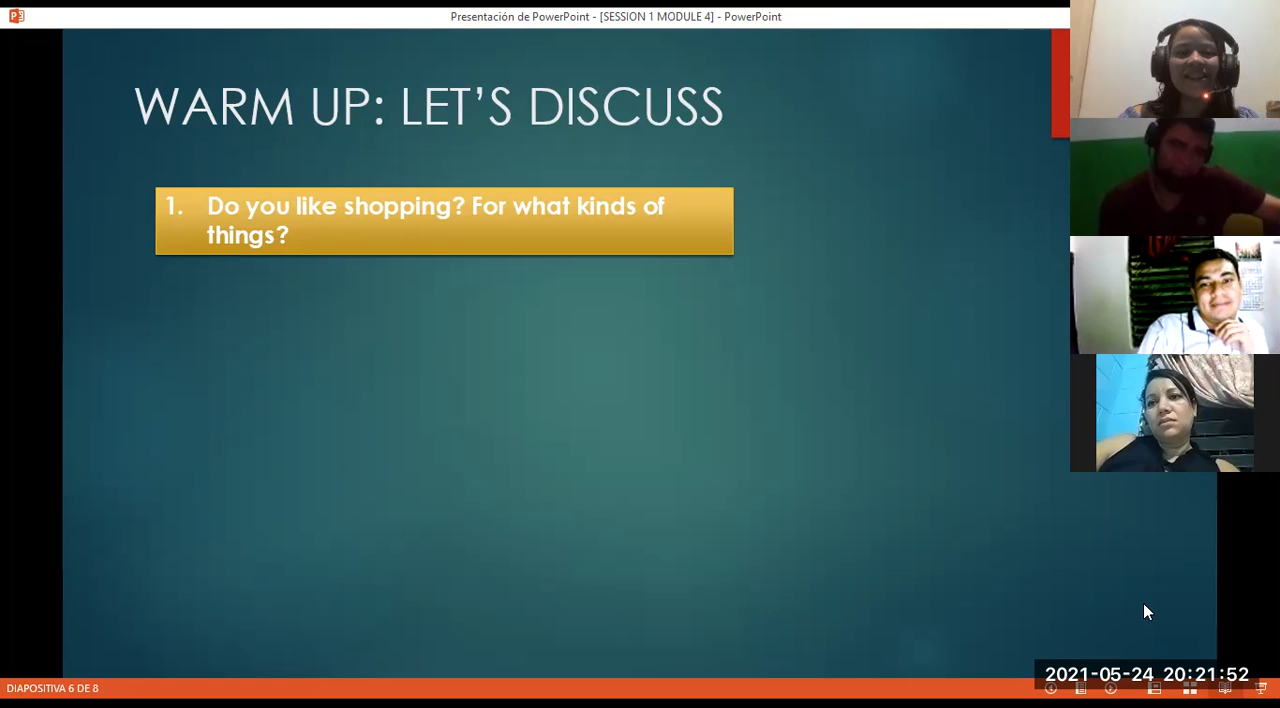 Presentación de PowerPoint - [SESSION 1 MODULE 4] - PowerPoint
WARM UP: LET’S DISCUSS
1. Do you like shopping? For what kinds of
things?
2021-05-24 20:21:52
DIAPOSITIVA 6 DE 8